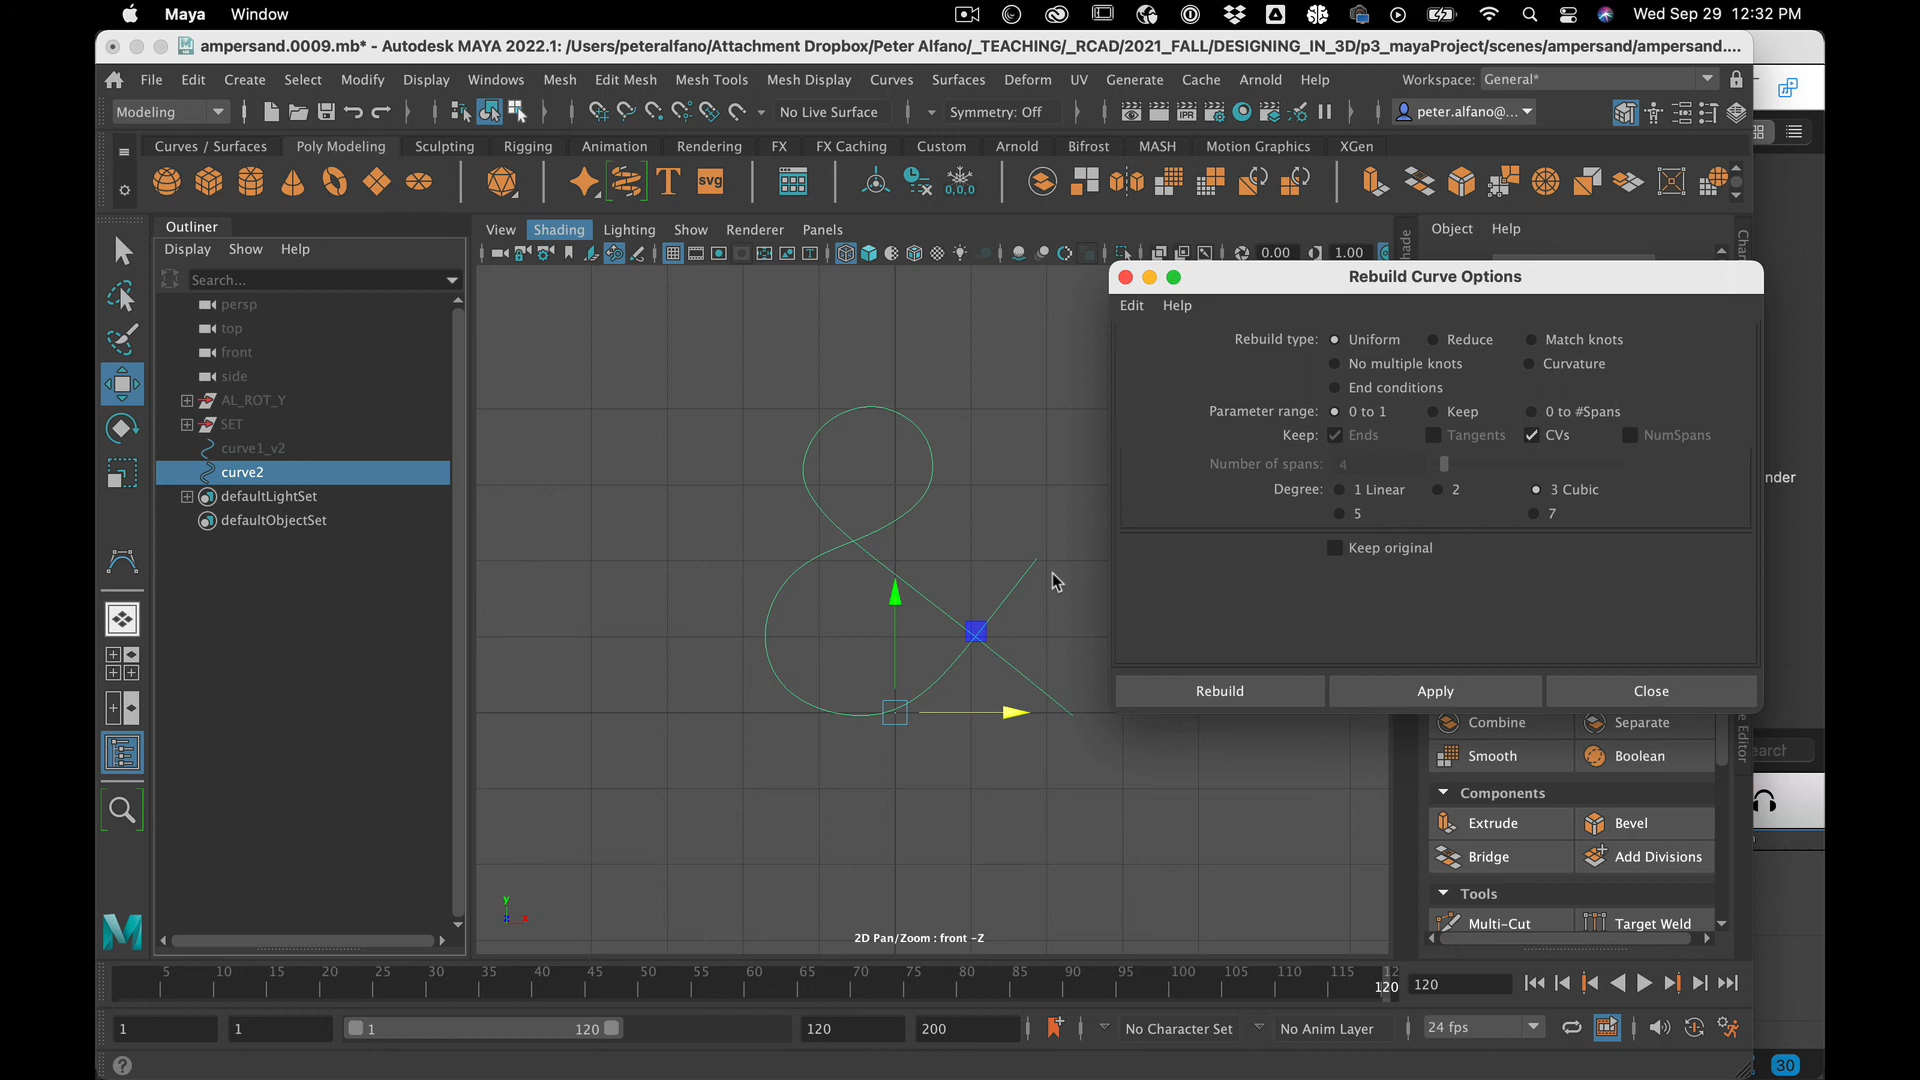 Maya Window Wed Sep 29 12:32 PM
ampersand.0009.mb* - Autodesk MAYA 2022.1: /Users/peteralfano/Attachment Dropbox/Peter Alfano/_TEACHING/_RCAD/2021_FALL/DESIGNING_IN_3D/p3_mayaProject/scenes/ampersand/ampersand....
File Edit Create Select Modify Display Windows Mesh Edit Mesh Mesh Tools Mesh Display Curves Surfaces Deform UV Generate Cache Arnold Help Workspace: General*
Modeling No Live Surface Symmetry: Off peter.alfano@...
Curves / Surfaces Poly Modeling Sculpting Rigging Animation Rendering FX FX Caching Custom Arnold Bifrost MASH Motion Graphics XGen
T SVG 0,0,0
Outliner
Display Show Help
Search...
persp
top
front
side
AL_ROT_Y
SET
curve1_v2
curve2
defaultLightSet
defaultObjectSet
View Shading Lighting Show Renderer Panels
0.00 1.00
Object Help
Rebuild Curve Options
Edit Help
Rebuild type: Uniform Reduce Match knots
No multiple knots Curvature
End conditions
Parameter range: 0 to 1 Keep 0 to #Spans
Keep: Ends Tangents CVs NumSpans
Number of spans: 4
Degree: 1 Linear 2 3 Cubic
5 7
Keep original
Rebuild Apply Close
Combine Separate
Smooth Boolean
Components
Extrude Bevel
Bridge Add Divisions
Tools
Multi-Cut Target Weld
nder
earch
e Editor
y
z x
2D Pan/Zoom : front -Z
5 10 15 20 25 30 35 40 45 50 55 60 65 70 75 80 85 90 95 100 105 110 115 12
120 120
1 1 1 120 120 200 No Character Set No Anim Layer 24 fps
30